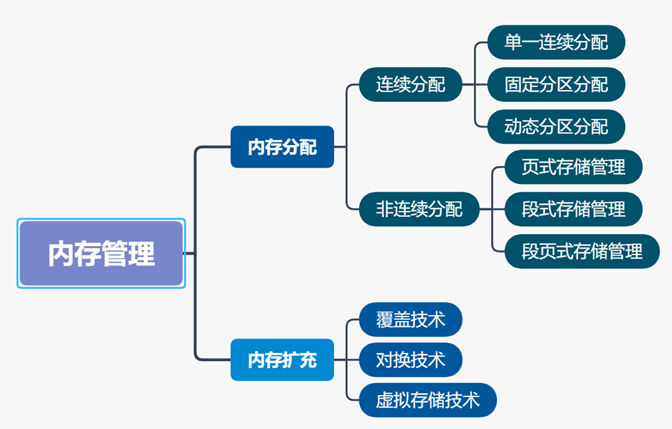 内存管理
内存分配
连续分配
单一连续分配
固定分区分配
动态分区分配
非连续分配
页式存储管理
段式存储管理
段页式存储管理
内存扩充
覆盖技术
对换技术
虚拟存储技术